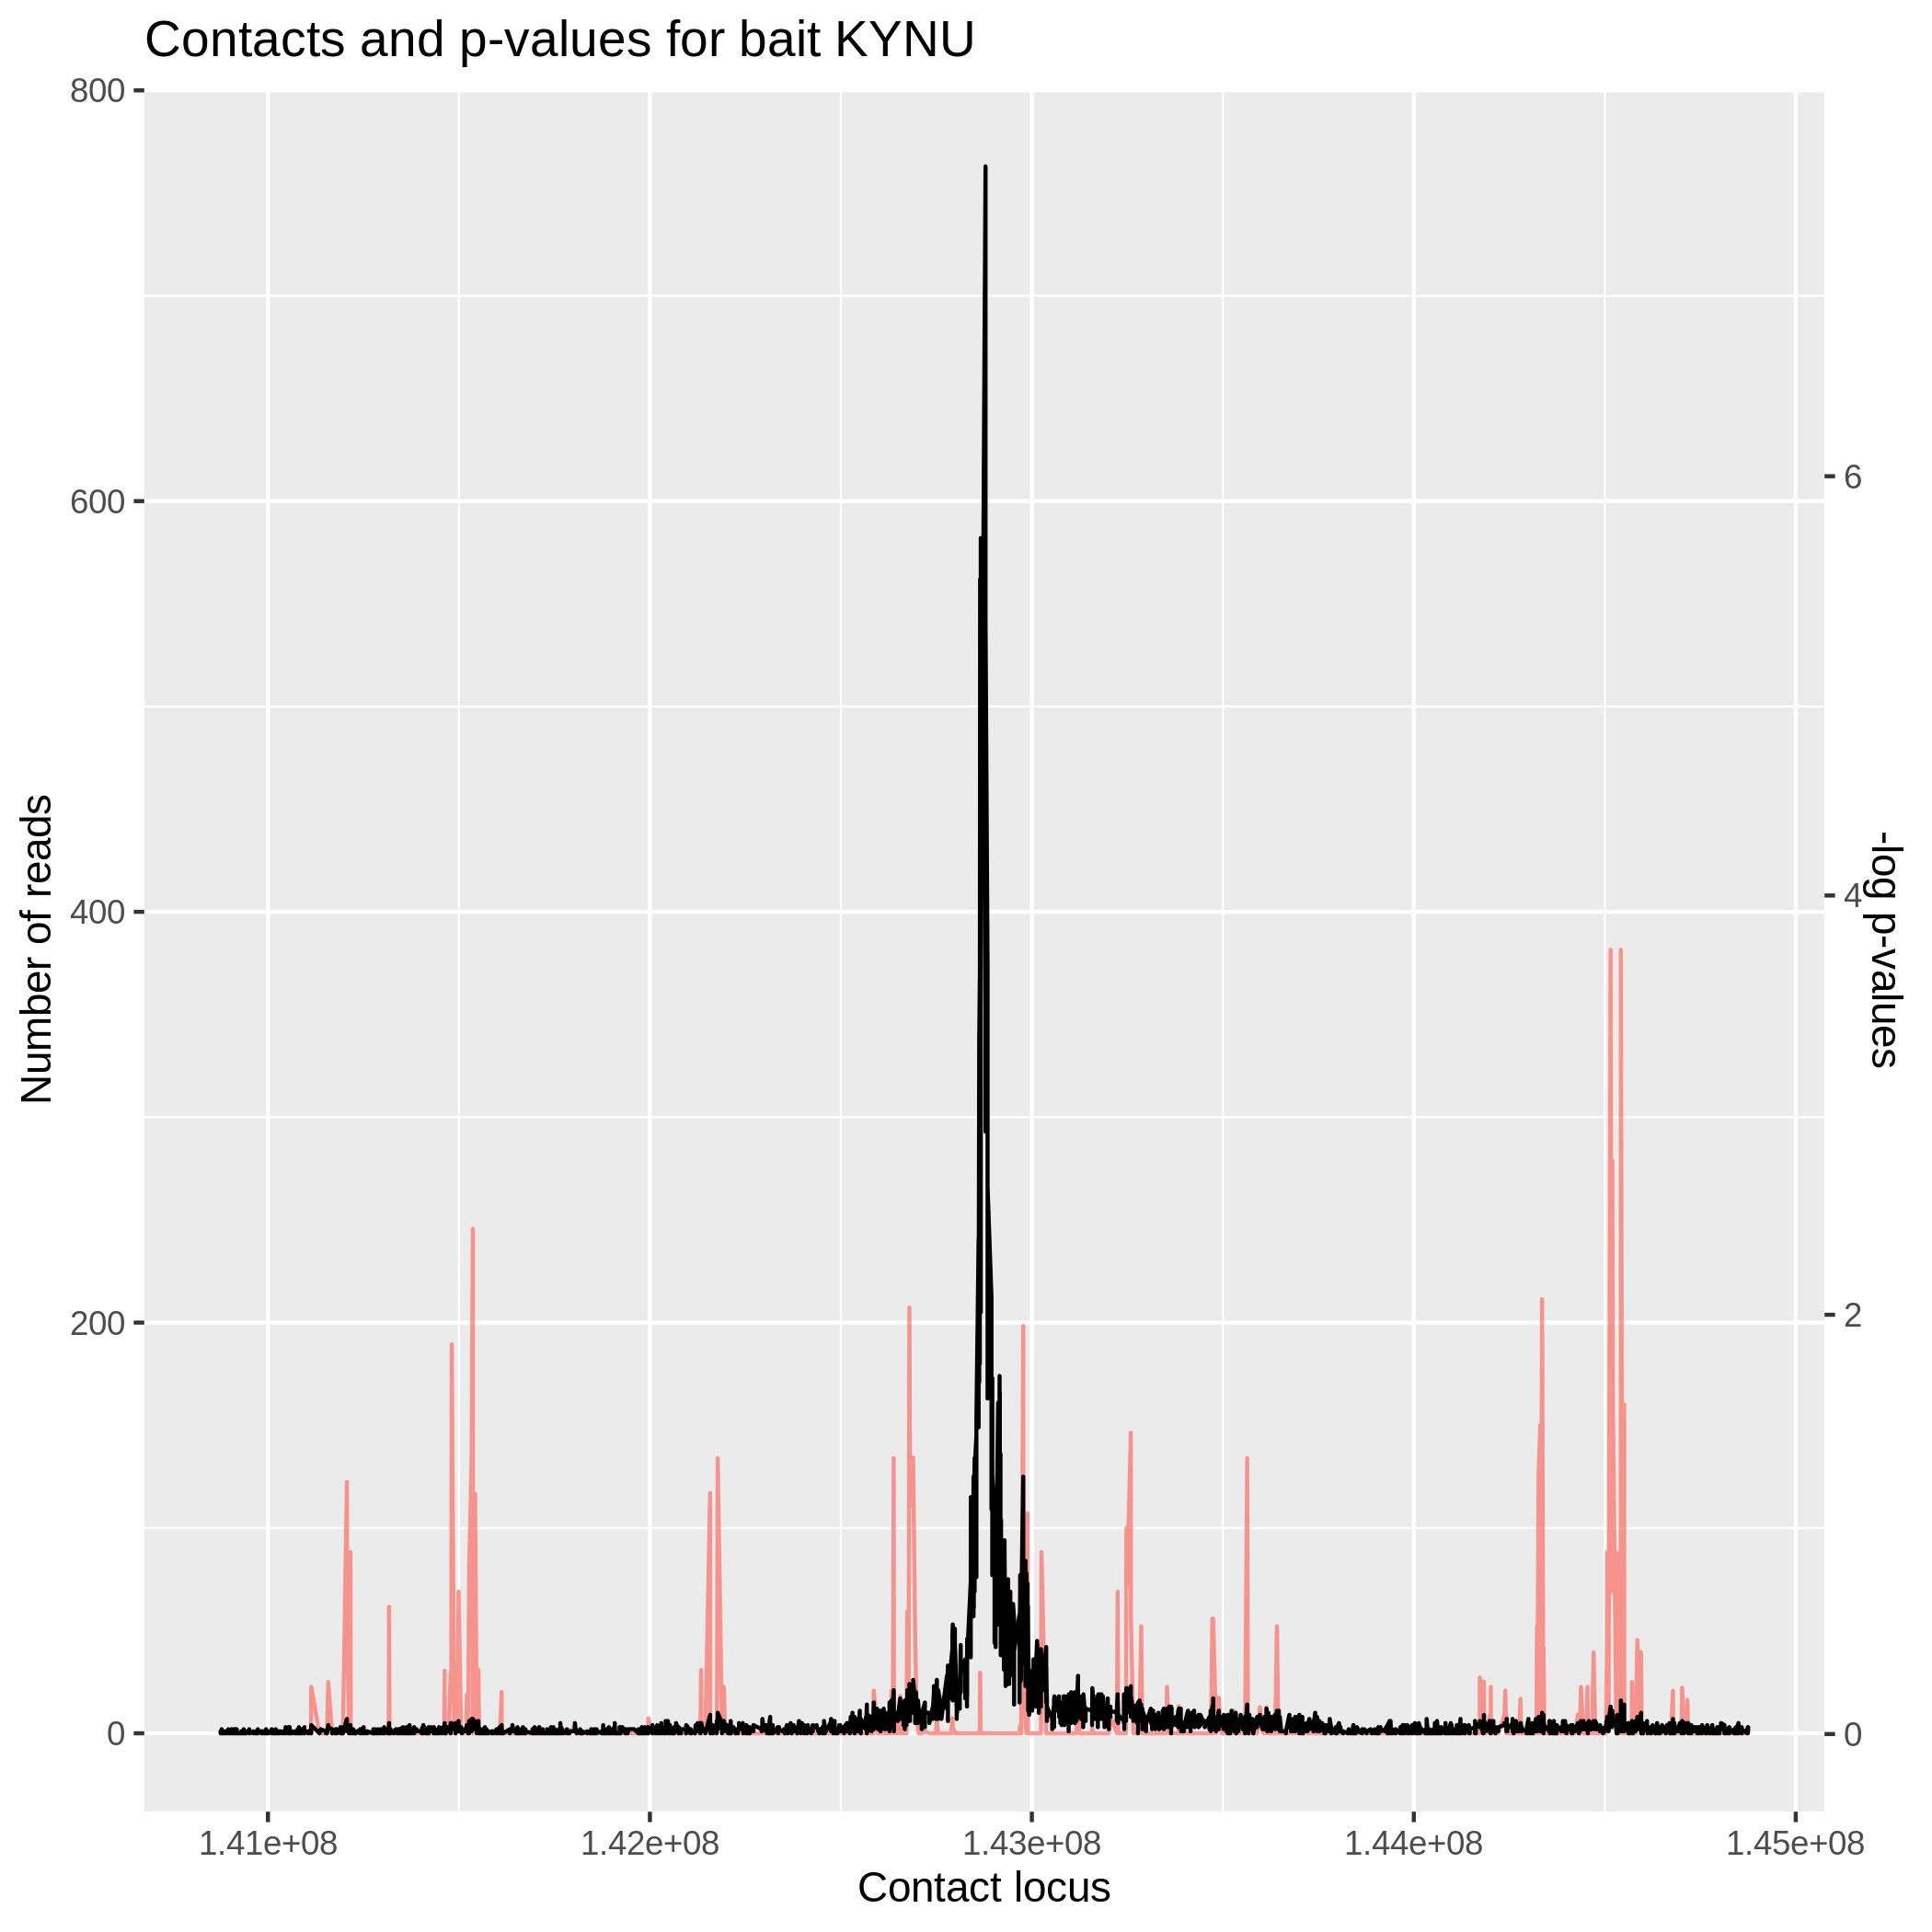 Contacts and p-values for bait KYNU
800
600
400
200
0
Number of reads
6
4
2
0
-log p-values
1.41e+08
1.42e+08
1.43e+08
1.44e+08
1.45e+08
Contact locus